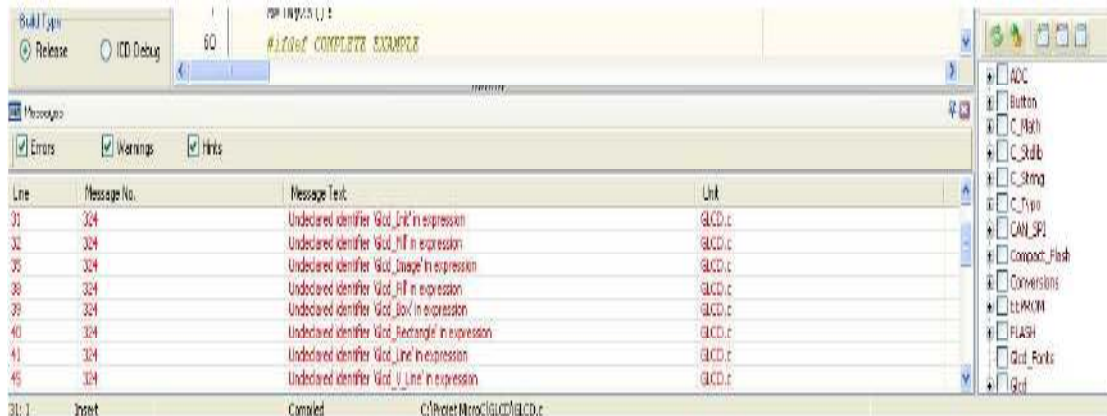 Build Type
Release ICD Debug
60 #ifdef COMPLETE_EXAMPLE
Messages
Errors Warnings Hints
Line Message No. Message Text Unit
31 324 Undeclared identifier 'Glcd_Init' in expression GLCD.c
32 324 Undeclared identifier 'Glcd_Fill' in expression GLCD.c
35 324 Undeclared identifier 'Glcd_Image' in expression GLCD.c
38 324 Undeclared identifier 'Glcd_Fill' in expression GLCD.c
39 324 Undeclared identifier 'Glcd_Box' in expression GLCD.c
40 324 Undeclared identifier 'Glcd_Rectangle' in expression GLCD.c
41 324 Undeclared identifier 'Glcd_Line' in expression GLCD.c
45 324 Undeclared identifier 'Glcd_V_Line' in expression GLCD.c
31: 1 Insert Compiled C:\Projet MicroC\GLCD\GLCD.c
ADC
Button
C_Math
C_Stdlib
C_String
C_Type
CAN_SPI
Compact_Flash
Conversions
EEPROM
FLASH
Glcd_Fonts
Glcd